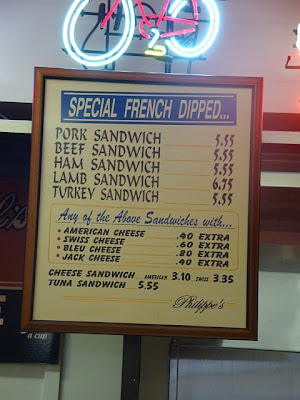 SPECIAL FRENCH DIPPED...
PORK SANDWICH 5.55
BEEF SANDWICH 5.55
HAM SANDWICH 5.55
LAMB SANDWICH 6.75
TURKEY SANDWICH 5.55
Any of the Above Sandwiches with...
• AMERICAN CHEESE .40 EXTRA
• SWISS CHEESE .60 EXTRA
• BLEU CHEESE .80 EXTRA
• JACK CHEESE .40 EXTRA
CHEESE SANDWICH AMERICAN 3.10 SWISS 3.35
TUNA SANDWICH 5.55
Philippe's
a cup